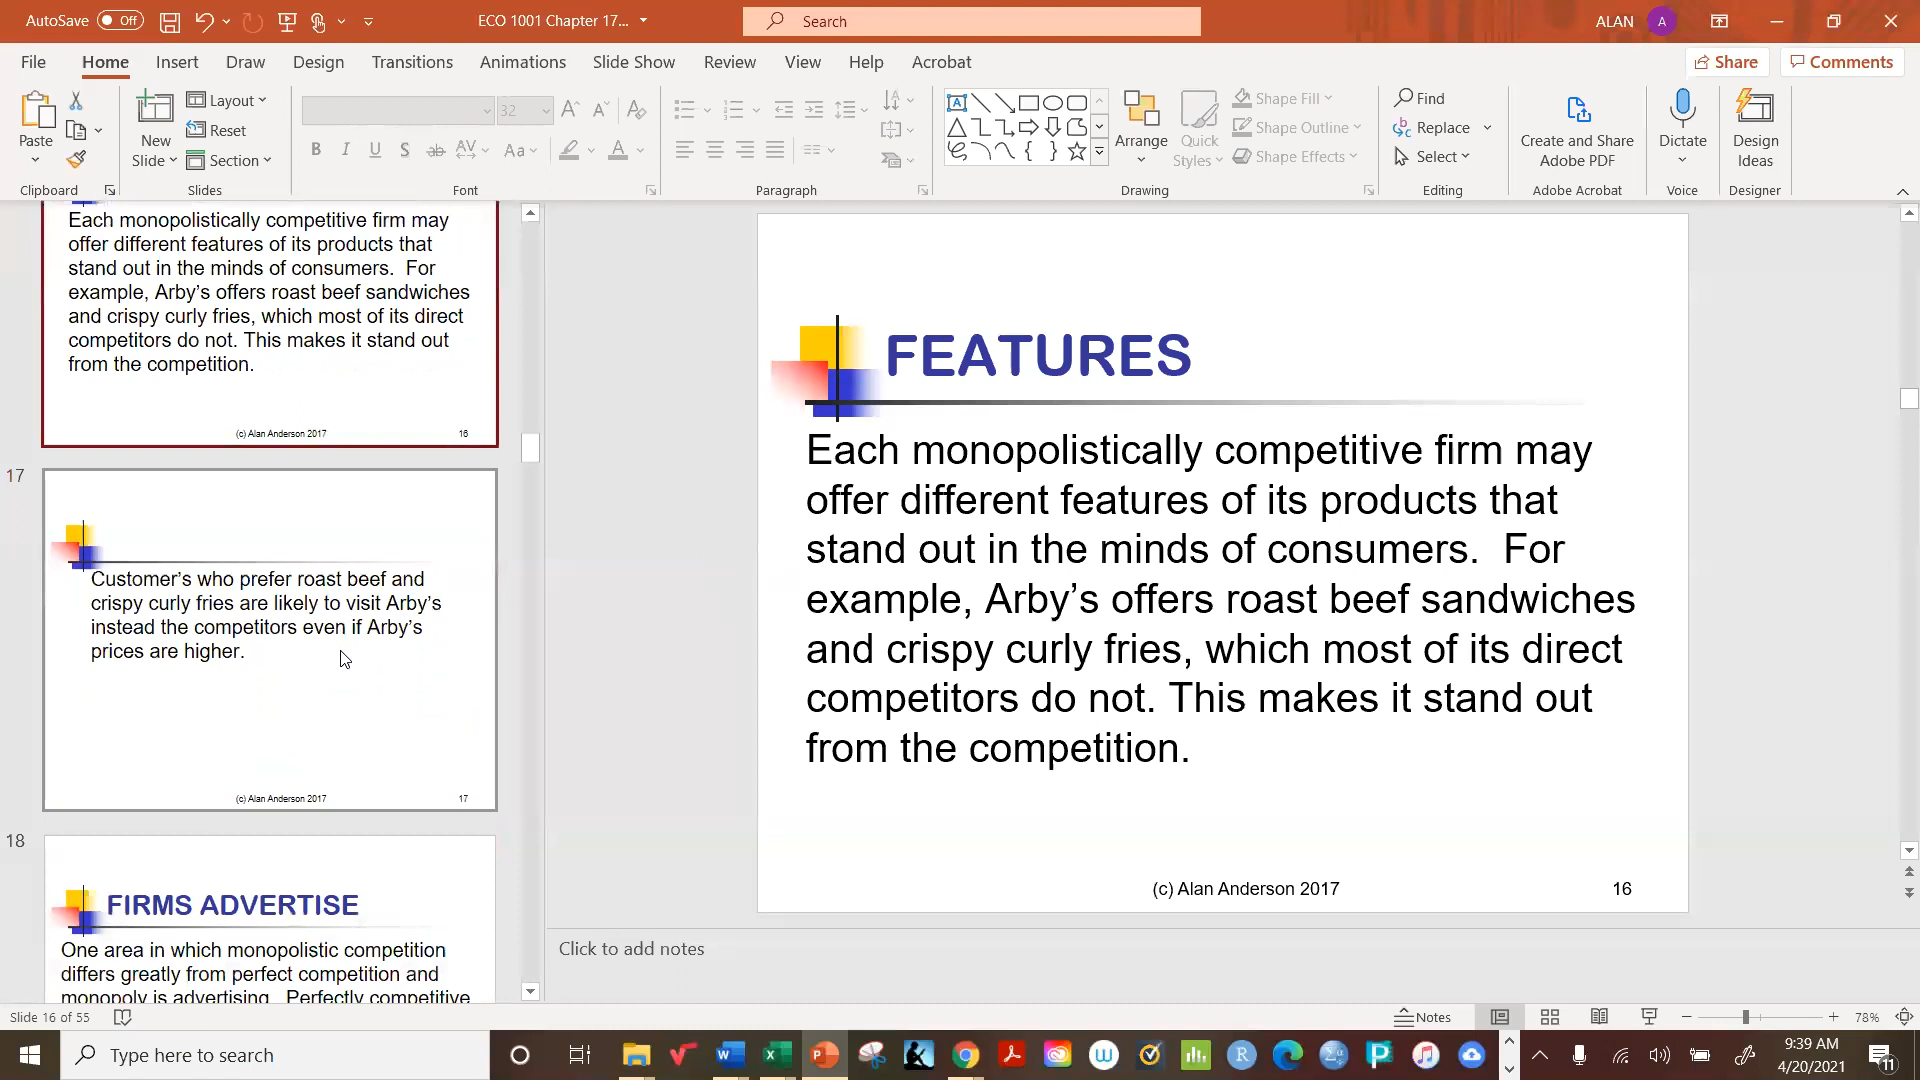 AutoSave Off ECO 1001 Chapter 17... Search ALAN A
File Home Insert Draw Design Transitions Animations Slide Show Review View Help Acrobat Share Comments
Paste
New Slide
Layout
Reset
Section
32
Shape Fill
Shape Outline
Shape Effects
Arrange
Quick Styles
Find
Replace
Select
Create and Share
Adobe PDF
Dictate
Design
Ideas
Clipboard Slides Font Paragraph Drawing Editing Adobe Acrobat Voice Designer
Each monopolistically competitive firm may
offer different features of its products that
stand out in the minds of consumers.  For
example, Arby’s offers roast beef sandwiches
and crispy curly fries, which most of its direct
competitors do not. This makes it stand out
from the competition.
(c) Alan Anderson 2017 16
17
Customer’s who prefer roast beef and
crispy curly fries are likely to visit Arby’s
instead the competitors even if Arby’s
prices are higher.
(c) Alan Anderson 2017 17
18
FIRMS ADVERTISE
One area in which monopolistic competition
differs greatly from perfect competition and
monopoly is advertising.  Perfectly competitive
FEATURES
Each monopolistically competitive firm may
offer different features of its products that
stand out in the minds of consumers.  For
example, Arby’s offers roast beef sandwiches
and crispy curly fries, which most of its direct
competitors do not. This makes it stand out
from the competition.
(c) Alan Anderson 2017 16
Click to add notes
Slide 16 of 55 Notes 78%
Type here to search
9:39 AM
4/20/2021
11